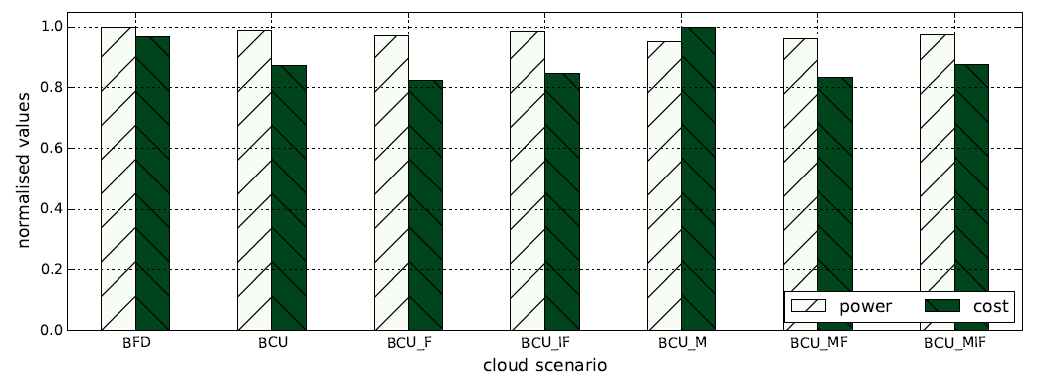 normalised values
1.0
0.8
0.6
0.4
0.2
0.0
power cost
BFD BCU BCU_F BCU_IF BCU_M BCU_MF BCU_MIF
cloud scenario